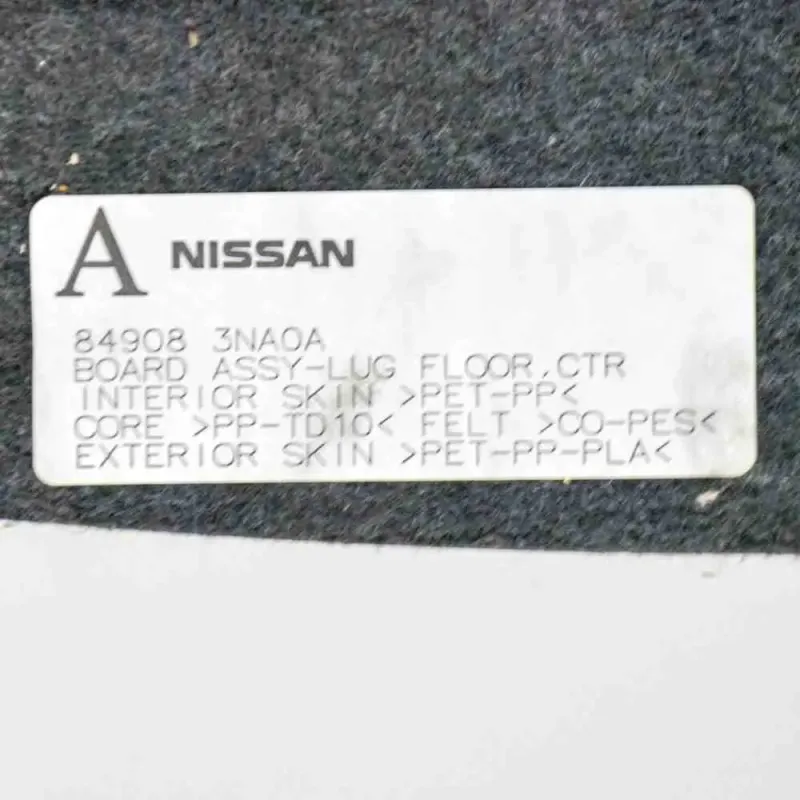 A NISSAN
84908 3NA0A
BOARD ASSY-LUG FLOOR,CTR
INTERIOR SKIN >PET-PP<
CORE >PP-TD10< FELT >CO-PES<
EXTERIOR SKIN >PET-PP-PLA<